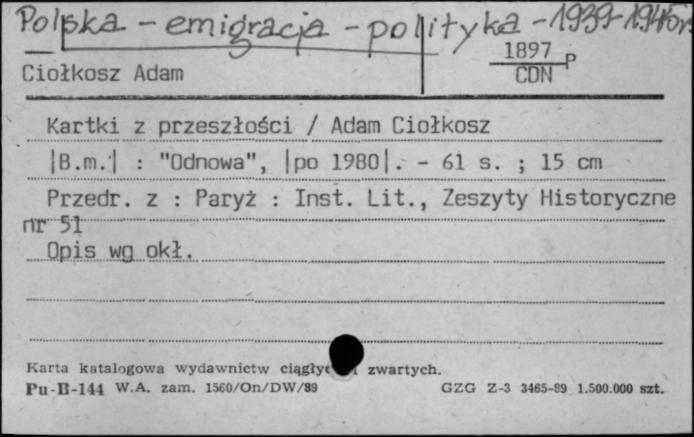 Polska - emigracja - polityka - 1939-1945 r.
1897 P
Ciołkosz Adam
CDN
Kartki z przeszłości / Adam Ciołkosz
|B.m.| : "Odnowa", |po 1980|. - 61 s. ; 15 cm
Przedr. z : Paryż : Inst. Lit., Zeszyty Historyczne
nr 51
Opis wg okł.
Karta katalogowa wydawnictw zwartych.
Pu-B-144 W.A. zam. 1560/On/DW/89 GZG Z-3 3465-89 1.500.000 szt.